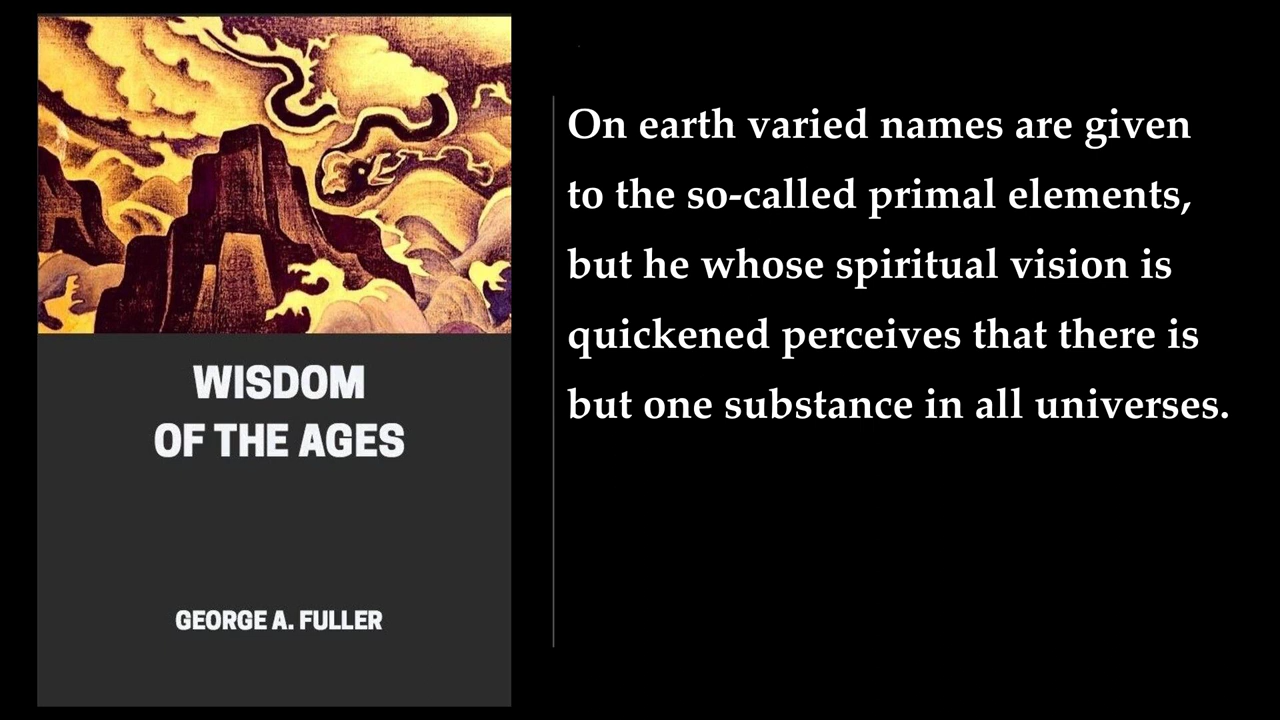 WISDOM
OF THE AGES
GEORGE A. FULLER
On earth varied names are given
to the so-called primal elements,
but he whose spiritual vision is
quickened perceives that there is
but one substance in all universes.